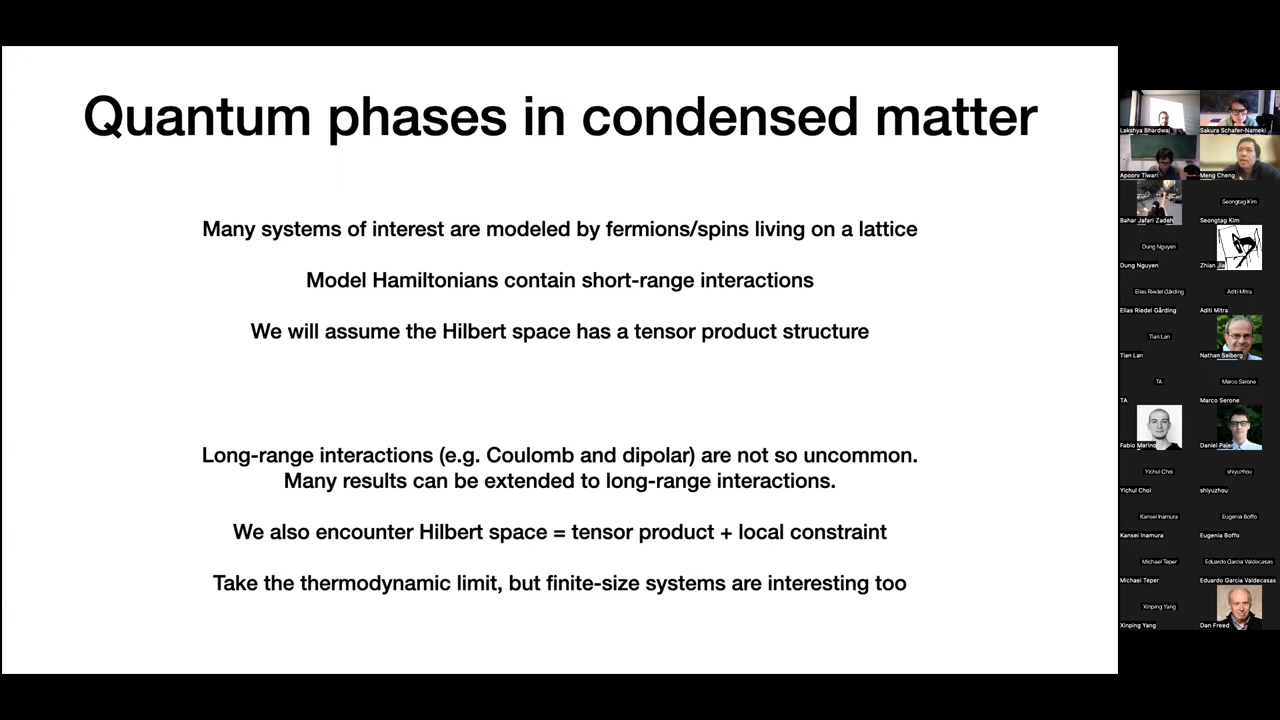 Quantum phases in condensed matter
Many systems of interest are modeled by fermions/spins living on a lattice
Model Hamiltonians contain short-range interactions
We will assume the Hilbert space has a tensor product structure
Long-range interactions (e.g. Coulomb and dipolar) are not so uncommon.
Many results can be extended to long-range interactions.
We also encounter Hilbert space = tensor product + local constraint
Take the thermodynamic limit, but finite-size systems are interesting too
Lakshya Bhardwaj
Sakura Schafer-Nameki
Apoorv Tiwari
Meng Cheng
Bahar Jafari Zadeh
Seongtag Kim
Seongtag Kim
Dung Nguyen
Dung Nguyen
Zhian Jia
Elias Riedel Gårding
Aditi Mitra
Elias Riedel Gårding
Aditi Mitra
Tian Lan
Tian Lan
Nathan Seiberg
TA
Marco Serone
TA
Marco Serone
Fabio Marino
Daniel Pajer
Yichul Choi
shiyuzhou
Yichul Choi
shiyuzhou
Kansei Inamura
Eugenia Boffo
Kansei Inamura
Eugenia Boffo
Michael Teper
Eduardo Garcia Valdecasas
Michael Teper
Eduardo Garcia Valdecasas
Xinping Yang
Xinping Yang
Dan Freed